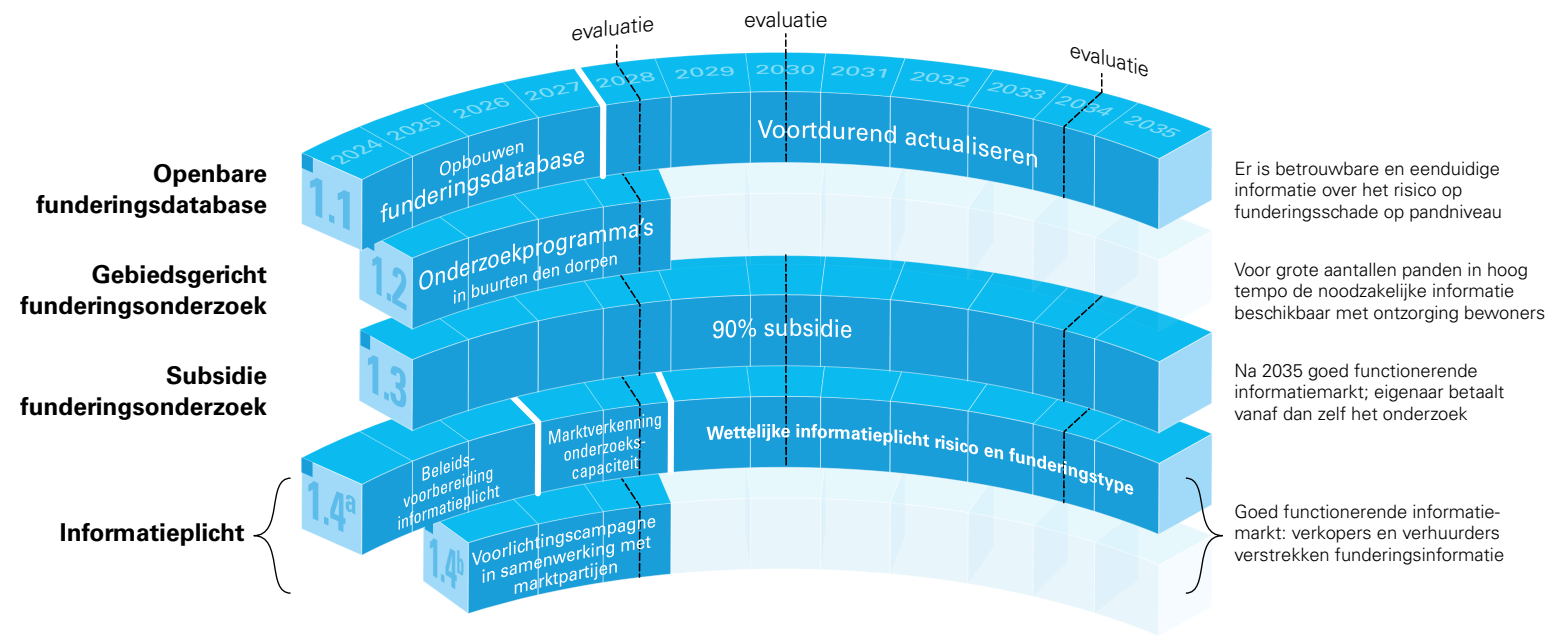 evaluatie
evaluatie
evaluatie
2024
2025
2026
2027
2028
2029
2030
2031
2032
2033
2034
2035
Openbare
funderingsdatabase
1.1
Opbouwen
funderingsdatabase
Voortdurend actualiseren
Er is betrouwbare en eenduidige
informatie over het risico op
funderingsschade op pandniveau
Gebiedsgericht
funderingsonderzoek
1.2
Onderzoekprogramma's
in buurten den dorpen
Voor grote aantallen panden in hoog
tempo de noodzakelijke informatie
beschikbaar met ontzorging bewoners
Subsidie
funderingsonderzoek
1.3
90% subsidie
Na 2035 goed functionerende
informatiemarkt; eigenaar betaalt
vanaf dan zelf het onderzoek
Informatieplicht
1.4a
Beleids-
voorbereiding
informatieplicht
Marktverkenning
onderzoeks-
capaciteit
Wettelijke informatieplicht risico en funderingstype
1.4b
Voorlichtingscampagne
in samenwerking met
marktpartijen
Goed functionerende informatie-
markt: verkopers en verhuurders
verstrekken funderingsinformatie